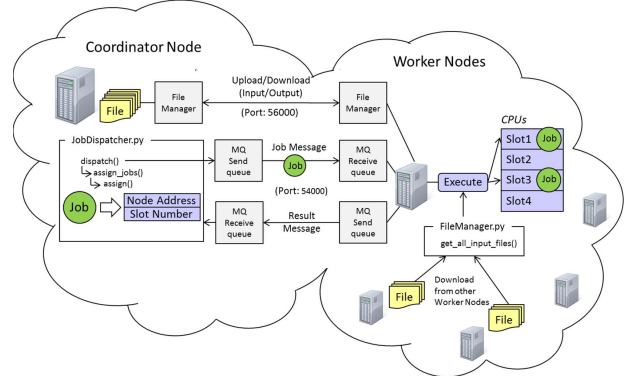 Coordinator Node
Worker Nodes
File
File
Manager
Upload/Download
(Input/Output)
(Port: 56000)
File
Manager
CPUs
Slot1
Job
Slot2
Slot3
Job
Slot4
JobDispatcher.py
dispatch()
assign_jobs()
assign()
Job
Node Address
Slot Number
MQ
Send
queue
Job Message
Job
(Port: 54000)
MQ
Receive
queue
Execute
MQ
Receive
queue
Result
Message
MQ
Send
queue
FileManager.py
get_all_input_files()
File
Download
from other
Worker Nodes
File